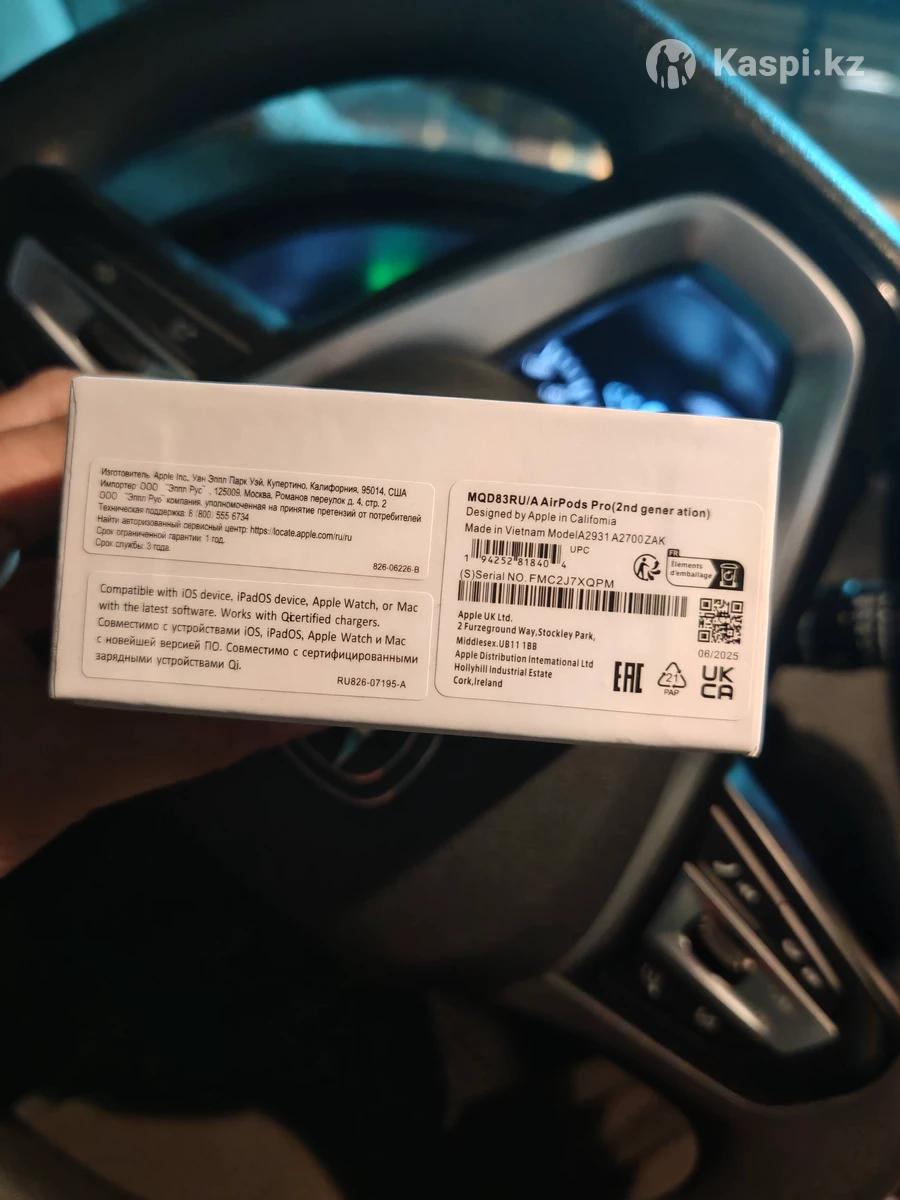 Kaspi.kz
Изготовитель. Apple Inc., Уан Эппл Парк Уэй, Купертино, Калифорния, 95014, США
Импортер ООО "Эппл Рус", 125009, Москва, Романов переулок д. 4, стр. 2
ООО "Эппл Рус" компания, уполномоченная на принятие претензий от потребителей
Техническая поддержка: 8 (800) 555 6734
Найти авторизованный сервисный центр: https://locate.apple.com/ru/ru
Срок ограниченной гарантии: 1 год.
Срок службы: 3 года.
826-06226-B
Compatible with iOS device, iPadOS device, Apple Watch, or Mac
with the latest software. Works with Qicertified chargers.
Совместимо с устройствами iOS, iPadOS, Apple Watch и Mac
с новейшей версией ПО. Совместимо с сертифицированными
зарядными устройствами Qi.
RU826-07195-A
MQD83RU/A AirPods Pro(2nd gener ation)
Designed by Apple in California
Made in Vietnam ModelA2931 A2700 ZAK
UPC
1 94252 81840 4
(S)Serial NO. FMC2J7XQPM
FR
Éléments
d'emballage
Apple UK Ltd.
2 Furzeground Way,Stockley Park,
Middlesex.UB11 1BB
Apple Distribution International Ltd
Hollyhill Industrial Estate
Cork,Ireland
EAC
21
PAP
06/2025
UK
CA